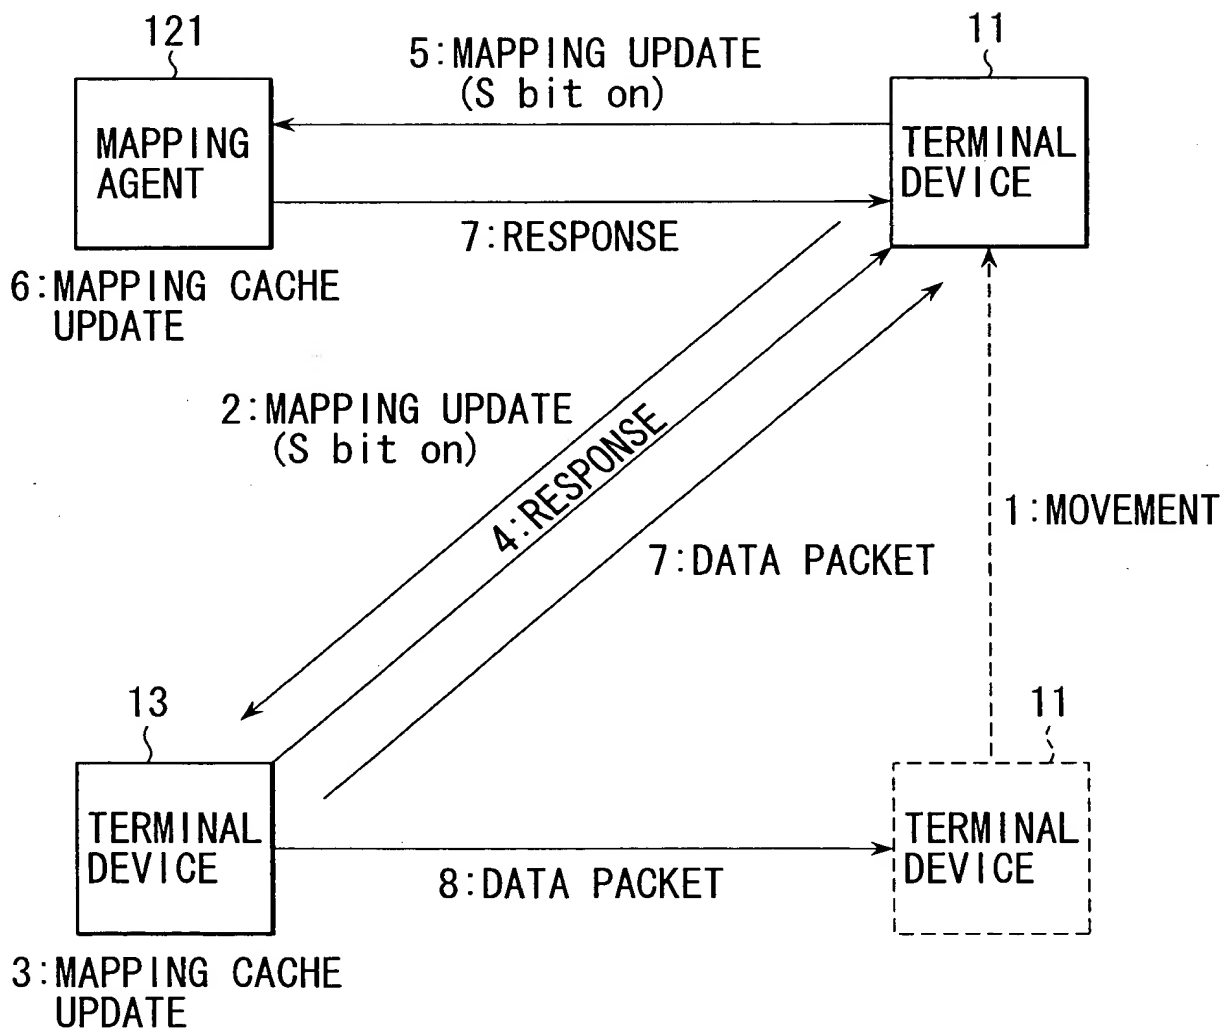 121
11
5:MAPPING UPDATE
(S bit on)
MAPPING
AGENT
TERMINAL
DEVICE
7:RESPONSE
6:MAPPING CACHE
UPDATE
2:MAPPING UPDATE
(S bit on)
4:RESPONSE
1:MOVEMENT
7:DATA PACKET
13
11
TERMINAL
DEVICE
TERMINAL
DEVICE
8:DATA PACKET
3:MAPPING CACHE
UPDATE